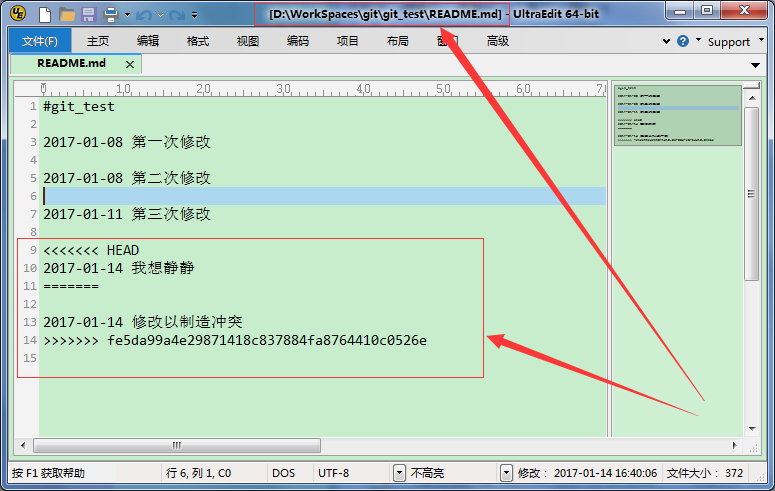 [D:\WorkSpaces\git\git_test\README.md] - UltraEdit 64-bit
文件(F) 主页 编辑 格式 视图 编码 项目 布局 高级 Support
README.md
0 10 20 30 40 50 60
1 #git_test
2
3 2017-01-08 第一次修改
4
5 2017-01-08 第二次修改
6
7 2017-01-11 第三次修改
8
9 <<<<<<< HEAD
10 2017-01-14 我想静静
11 =======
12
13 2017-01-14 修改以制造冲突
14 >>>>>>> fe5da99a4e29871418c837884fa8764410c0526e
15
按 F1 获取帮助 行 6, 列 1, C0 DOS UTF-8 不高亮 修改: 2017-01-14 16:40:06 文件大小: 372